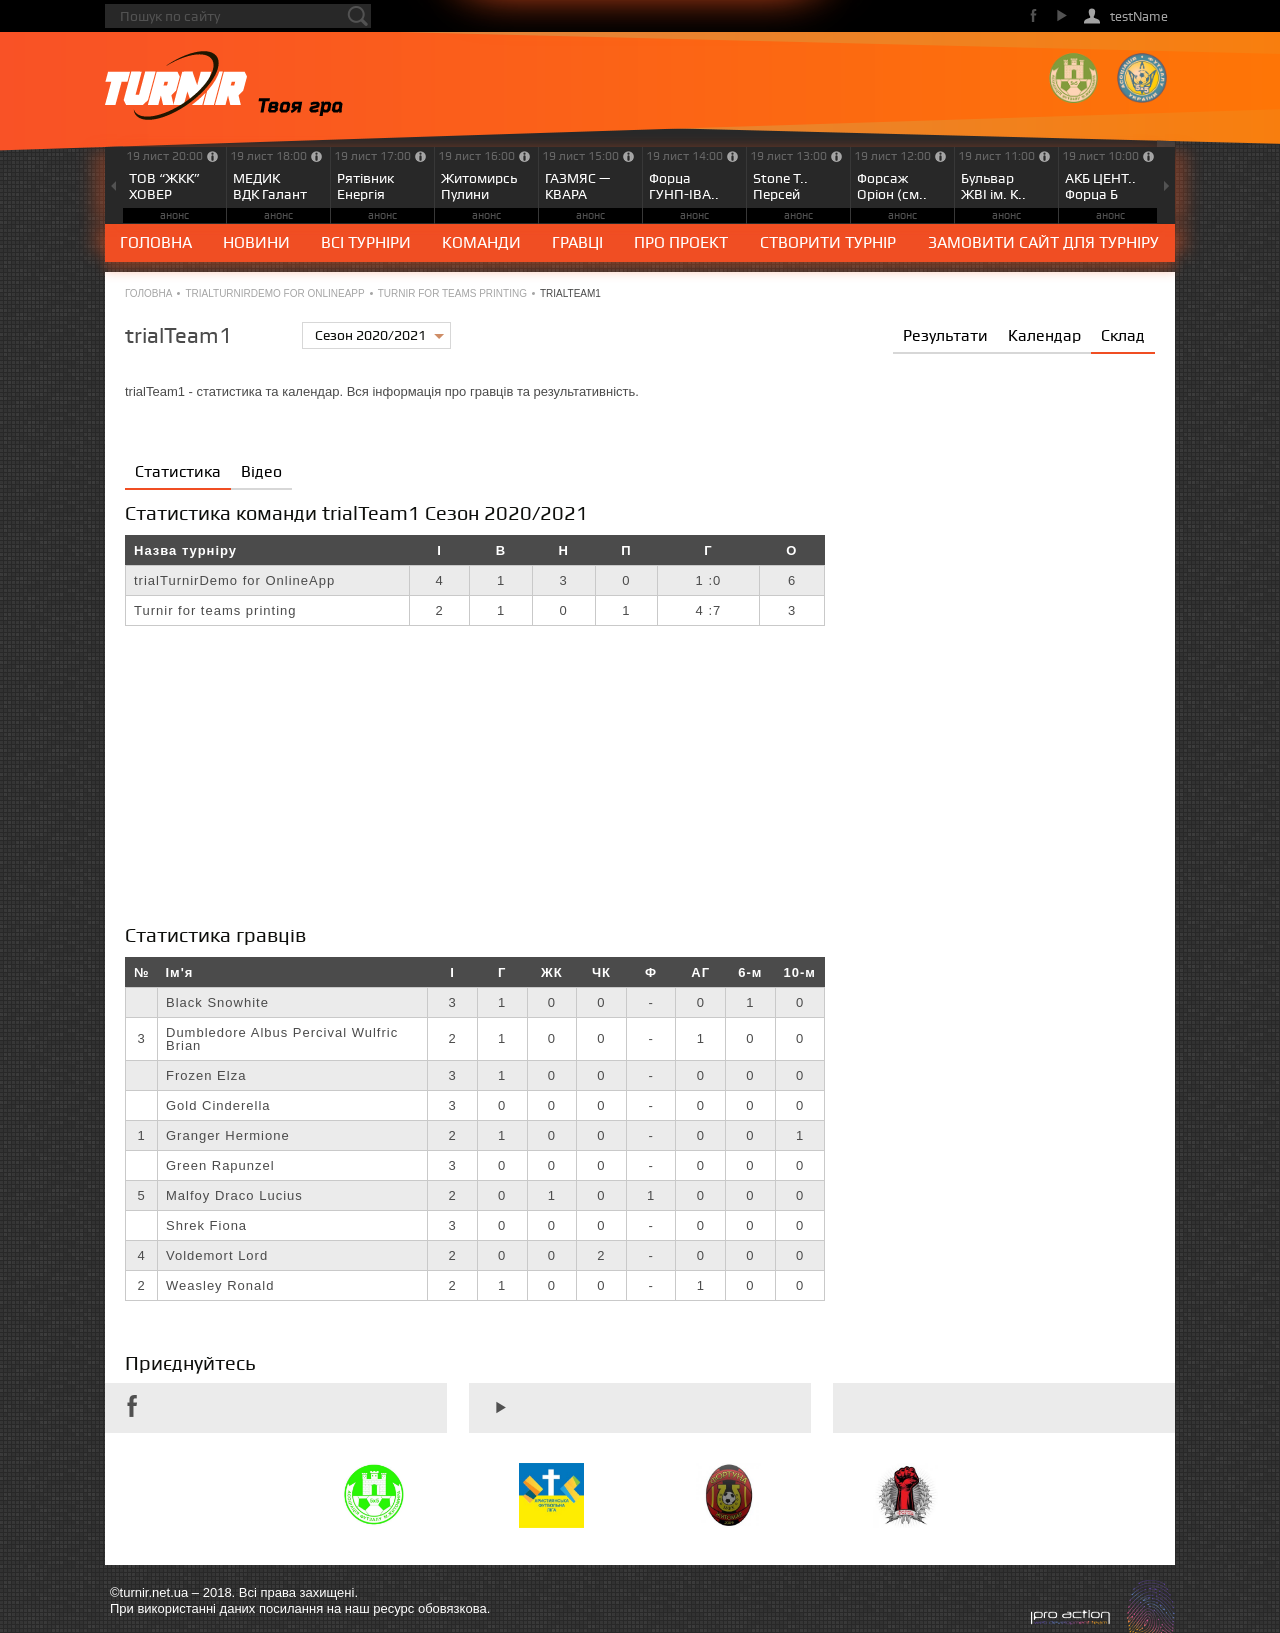 Пошук по сайту
testName
TURNIR Твоя гра
19 лист 20:00
ТОВ “ЖКК”
ХОВЕР
анонс
19 лист 18:00
МЕДИК
ВДК Галант
анонс
19 лист 17:00
Рятівник
Енергія
анонс
19 лист 16:00
Житомирсь
Пулини
анонс
19 лист 15:00
ГАЗМЯС —
КВАРА
анонс
19 лист 14:00
Форца
ГУНП-ІВА..
анонс
19 лист 13:00
Stone T..
Персей
анонс
19 лист 12:00
Форсаж
Оріон (см..
анонс
19 лист 11:00
Бульвар
ЖВІ ім. К..
анонс
19 лист 10:00
АКБ ЦЕНТ..
Форца Б
анонс
ГОЛОВНА НОВИНИ ВСІ ТУРНІРИ КОМАНДИ ГРАВЦІ ПРО ПРОЕКТ СТВОРИТИ ТУРНІР ЗАМОВИТИ САЙТ ДЛЯ ТУРНІРУ
ГОЛОВНА • TRIALTURNIRDEMO FOR ONLINEAPP • TURNIR FOR TEAMS PRINTING • TRIALTEAM1
trialTeam1 Сезон 2020/2021 Результати Календар Склад
trialTeam1 - статистика та календар. Вся інформація про гравців та результативність.
Статистика Відео
Статистика команди trialTeam1 Сезон 2020/2021
Назва турніру І В Н П Г О
trialTurnirDemo for OnlineApp 4 1 3 0 1 :0 6
Turnir for teams printing 2 1 0 1 4 :7 3
Статистика гравців
№ Ім'я І Г ЖК ЧК Ф АГ 6-м 10-м
Black Snowhite 3 1 0 0 - 0 1 0
3 Dumbledore Albus Percival Wulfric Brian 2 1 0 0 - 1 0 0
Frozen Elza 3 1 0 0 - 0 0 0
Gold Cinderella 3 0 0 0 - 0 0 0
1 Granger Hermione 2 1 0 0 - 0 0 1
Green Rapunzel 3 0 0 0 - 0 0 0
5 Malfoy Draco Lucius 2 0 1 0 1 0 0 0
Shrek Fiona 3 0 0 0 - 0 0 0
4 Voldemort Lord 2 0 0 2 - 0 0 0
2 Weasley Ronald 2 1 0 0 - 1 0 0
Приєднуйтесь
ХРИСТИЯНСЬКА
ФУТЗАЛЬНА
ЛІГА
ФОРТУНА
ЖИТОМИР
©turnir.net.ua – 2018. Всі права захищені.
При використанні даних посилання на наш ресурс обовязкова.
pro action